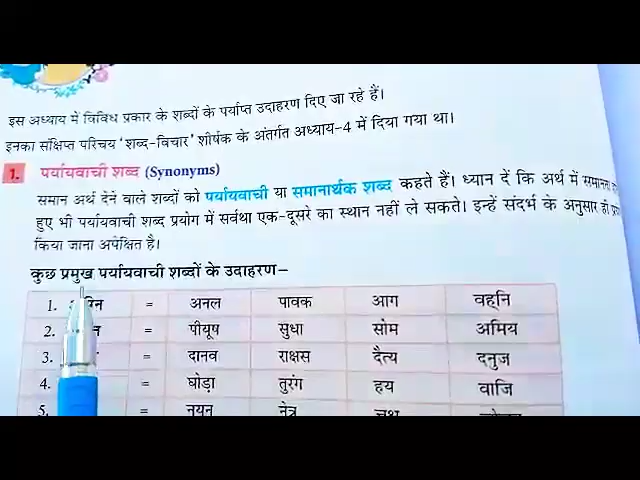 इस अध्याय में विविध प्रकार के शब्दों के पर्याप्त उदाहरण दिए जा रहे हैं।
इनका संक्षिप्त परिचय ‘शब्द-विचार’ शीर्षक के अंतर्गत अध्याय-4 में दिया गया था।
1. पर्यायवाची शब्द (Synonyms)
समान अर्थ देने वाले शब्दों को पर्यायवाची या समानार्थक शब्द कहते हैं। ध्यान दें कि अर्थ में
हुए भी पर्यायवाची शब्द प्रयोग में सर्वथा एक-दूसरे का स्थान नहीं ले सकते। इन्हें संदर्भ के अनुसार ही
किया जाना अपेक्षित है।
कुछ प्रमुख पर्यायवाची शब्दों के उदाहरण–
1. = अनल पावक आग वह्नि
2. = पीयूष सुधा सोम अमिय
3. = दानव राक्षस दैत्य दनुज
4. = घोड़ा तुरंग हय वाजि
5. = नयन नेत्र